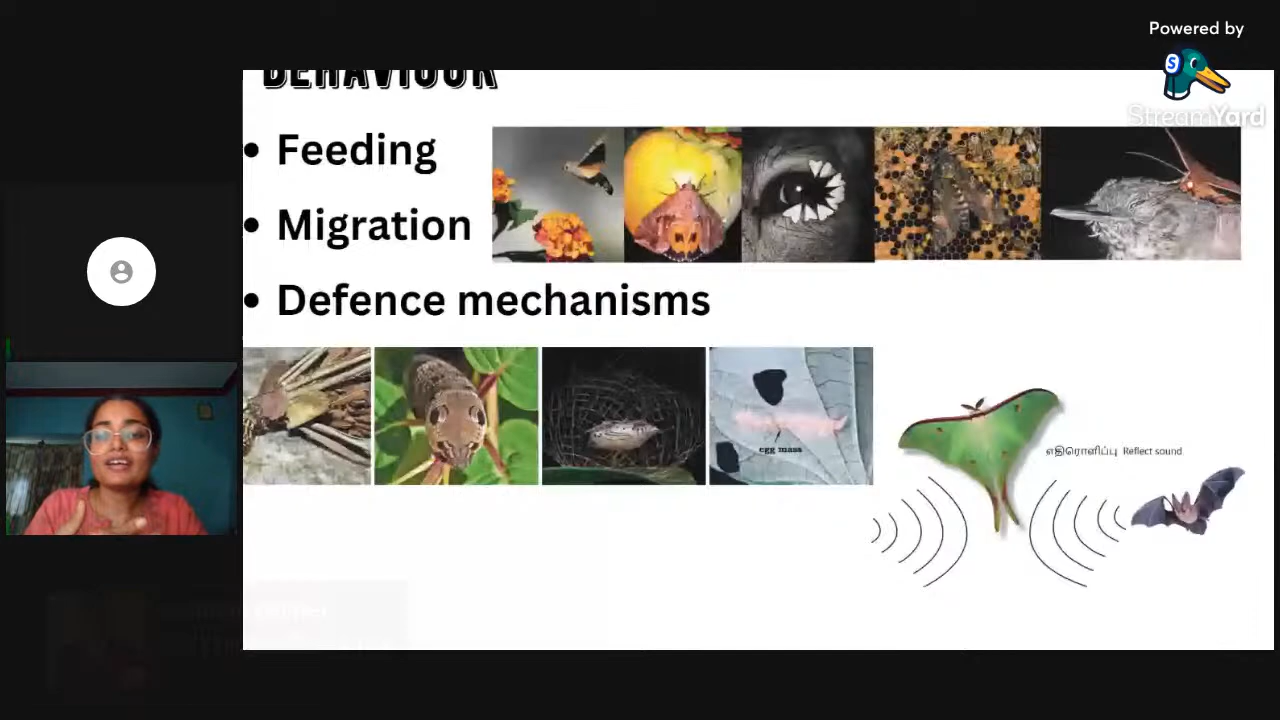 Powered by
S
StreamYard
BEHAVIOUR
• Feeding
• Migration
• Defence mechanisms
egg mass
எதிரொளிப்பு Reflect sound